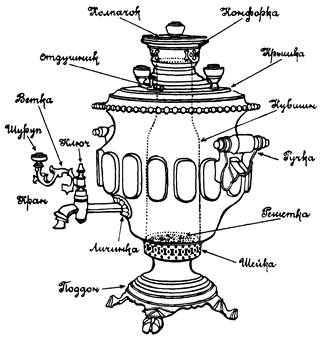 Колпачок
Конфорка
Отдушник
Крышка
Ветка
Кувшин
Шуруп
Ключ
Ручка
Кран
Решетка
Личинка
Шейка
Поддон